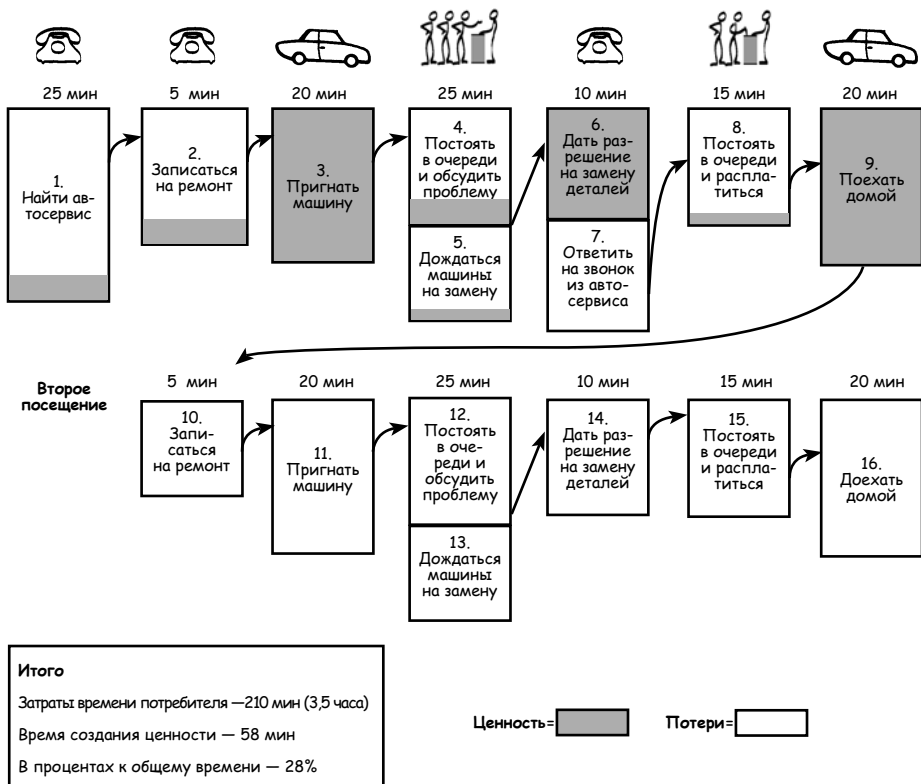 25 мин
5 мин
20 мин
25 мин
10 мин
15 мин
20 мин
1.
Найти ав-
тосервис
2.
Записаться
на ремонт
3.
Пригнать
машину
4.
Постоять
в очереди
и обсудить
проблему
5.
Дождаться
машины
на замену
6.
Дать раз-
решение
на замену
деталей
7.
Ответить
на звонок
из авто-
сервиса
8.
Постоять
в очереди
и распла-
титься
9.
Поехать
домой
Второе
посещение
5 мин
20 мин
25 мин
10 мин
15 мин
20 мин
10.
Запи-
саться
на ремонт
11.
Пригнать
машину
12.
Постоять
в оче-
реди и
обсудить
проблему
13.
Дождаться
машины
на замену
14.
Дать раз-
решение
на замену
деталей
15.
Постоять
в очереди
и распла-
титься
16.
Доехать
домой
Итого
Затраты времени потребителя —210 мин (3,5 часа)
Время создания ценности — 58 мин
В процентах к общему времени — 28%
Ценность=
Потери=